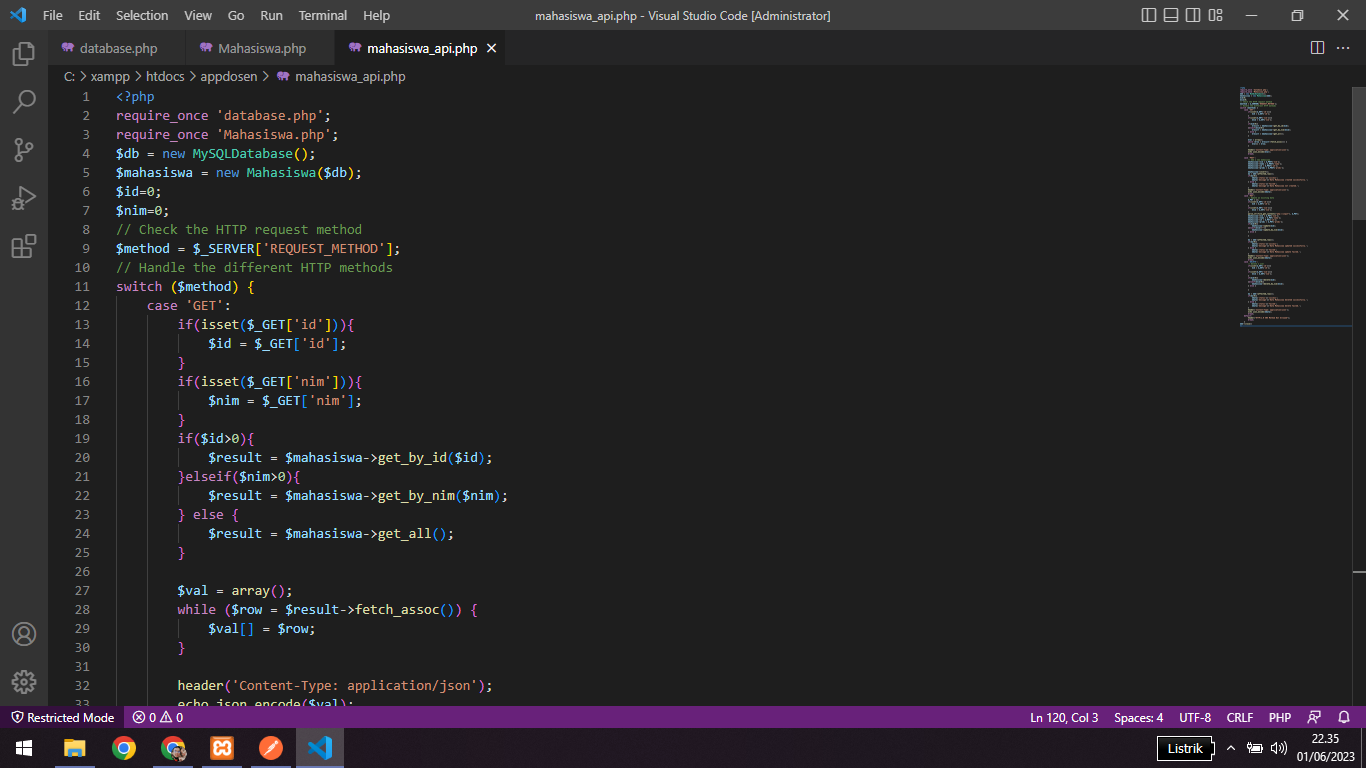 File Edit Selection View Go Run Terminal Help mahasiswa_api.php - Visual Studio Code [Administrator]
database.php Mahasiswa.php mahasiswa_api.php
C: > xampp > htdocs > appdosen > mahasiswa_api.php
1 <?php
2 require_once 'database.php';
3 require_once 'Mahasiswa.php';
4 $db = new MySQLDatabase();
5 $mahasiswa = new Mahasiswa($db);
6 $id=0;
7 $nim=0;
8 // Check the HTTP request method
9 $method = $_SERVER['REQUEST_METHOD'];
10 // Handle the different HTTP methods
11 switch ($method) {
12 case 'GET':
13 if(isset($_GET['id'])){
14 $id = $_GET['id'];
15 }
16 if(isset($_GET['nim'])){
17 $nim = $_GET['nim'];
18 }
19 if($id>0){
20 $result = $mahasiswa->get_by_id($id);
21 }elseif($nim>0){
22 $result = $mahasiswa->get_by_nim($nim);
23 } else {
24 $result = $mahasiswa->get_all();
25 }
26
27 $val = array();
28 while ($row = $result->fetch_assoc()) {
29 $val[] = $row;
30 }
31
32 header('Content-Type: application/json');
33 echo json_encode($val);
Restricted Mode 0 0 Ln 120, Col 3 Spaces: 4 UTF-8 CRLF PHP
Listrik 22.35
01/06/2023